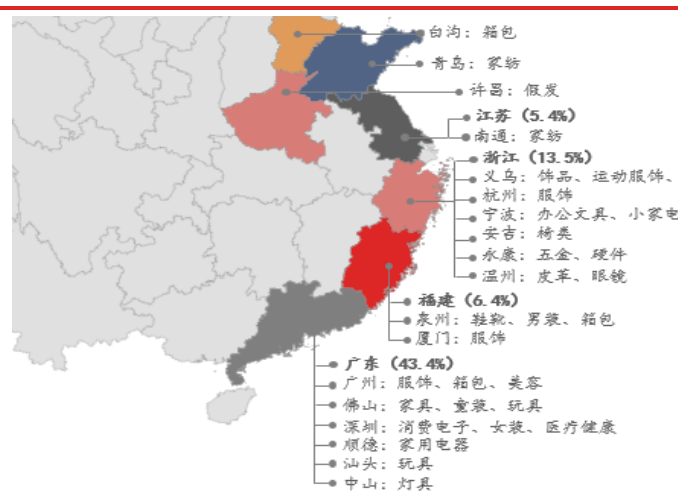 白沟：箱包
青岛：家纺
许昌：假发
江苏（5.4%）
南通：家纺
浙江（13.5%）
义乌：饰品、运动服饰、
杭州：服饰
宁波：办公文具、小家电
安吉：椅类
永康：五金、硬件
温州：皮革、眼镜
福建（6.4%）
泉州：鞋靴、男装、箱包
厦门：服饰
广东（43.4%）
广州：服饰、箱包、美容
佛山：家具、童装、玩具
深圳：消费电子、女装、医疗健康
顺德：家用电器
汕头：玩具
中山：灯具